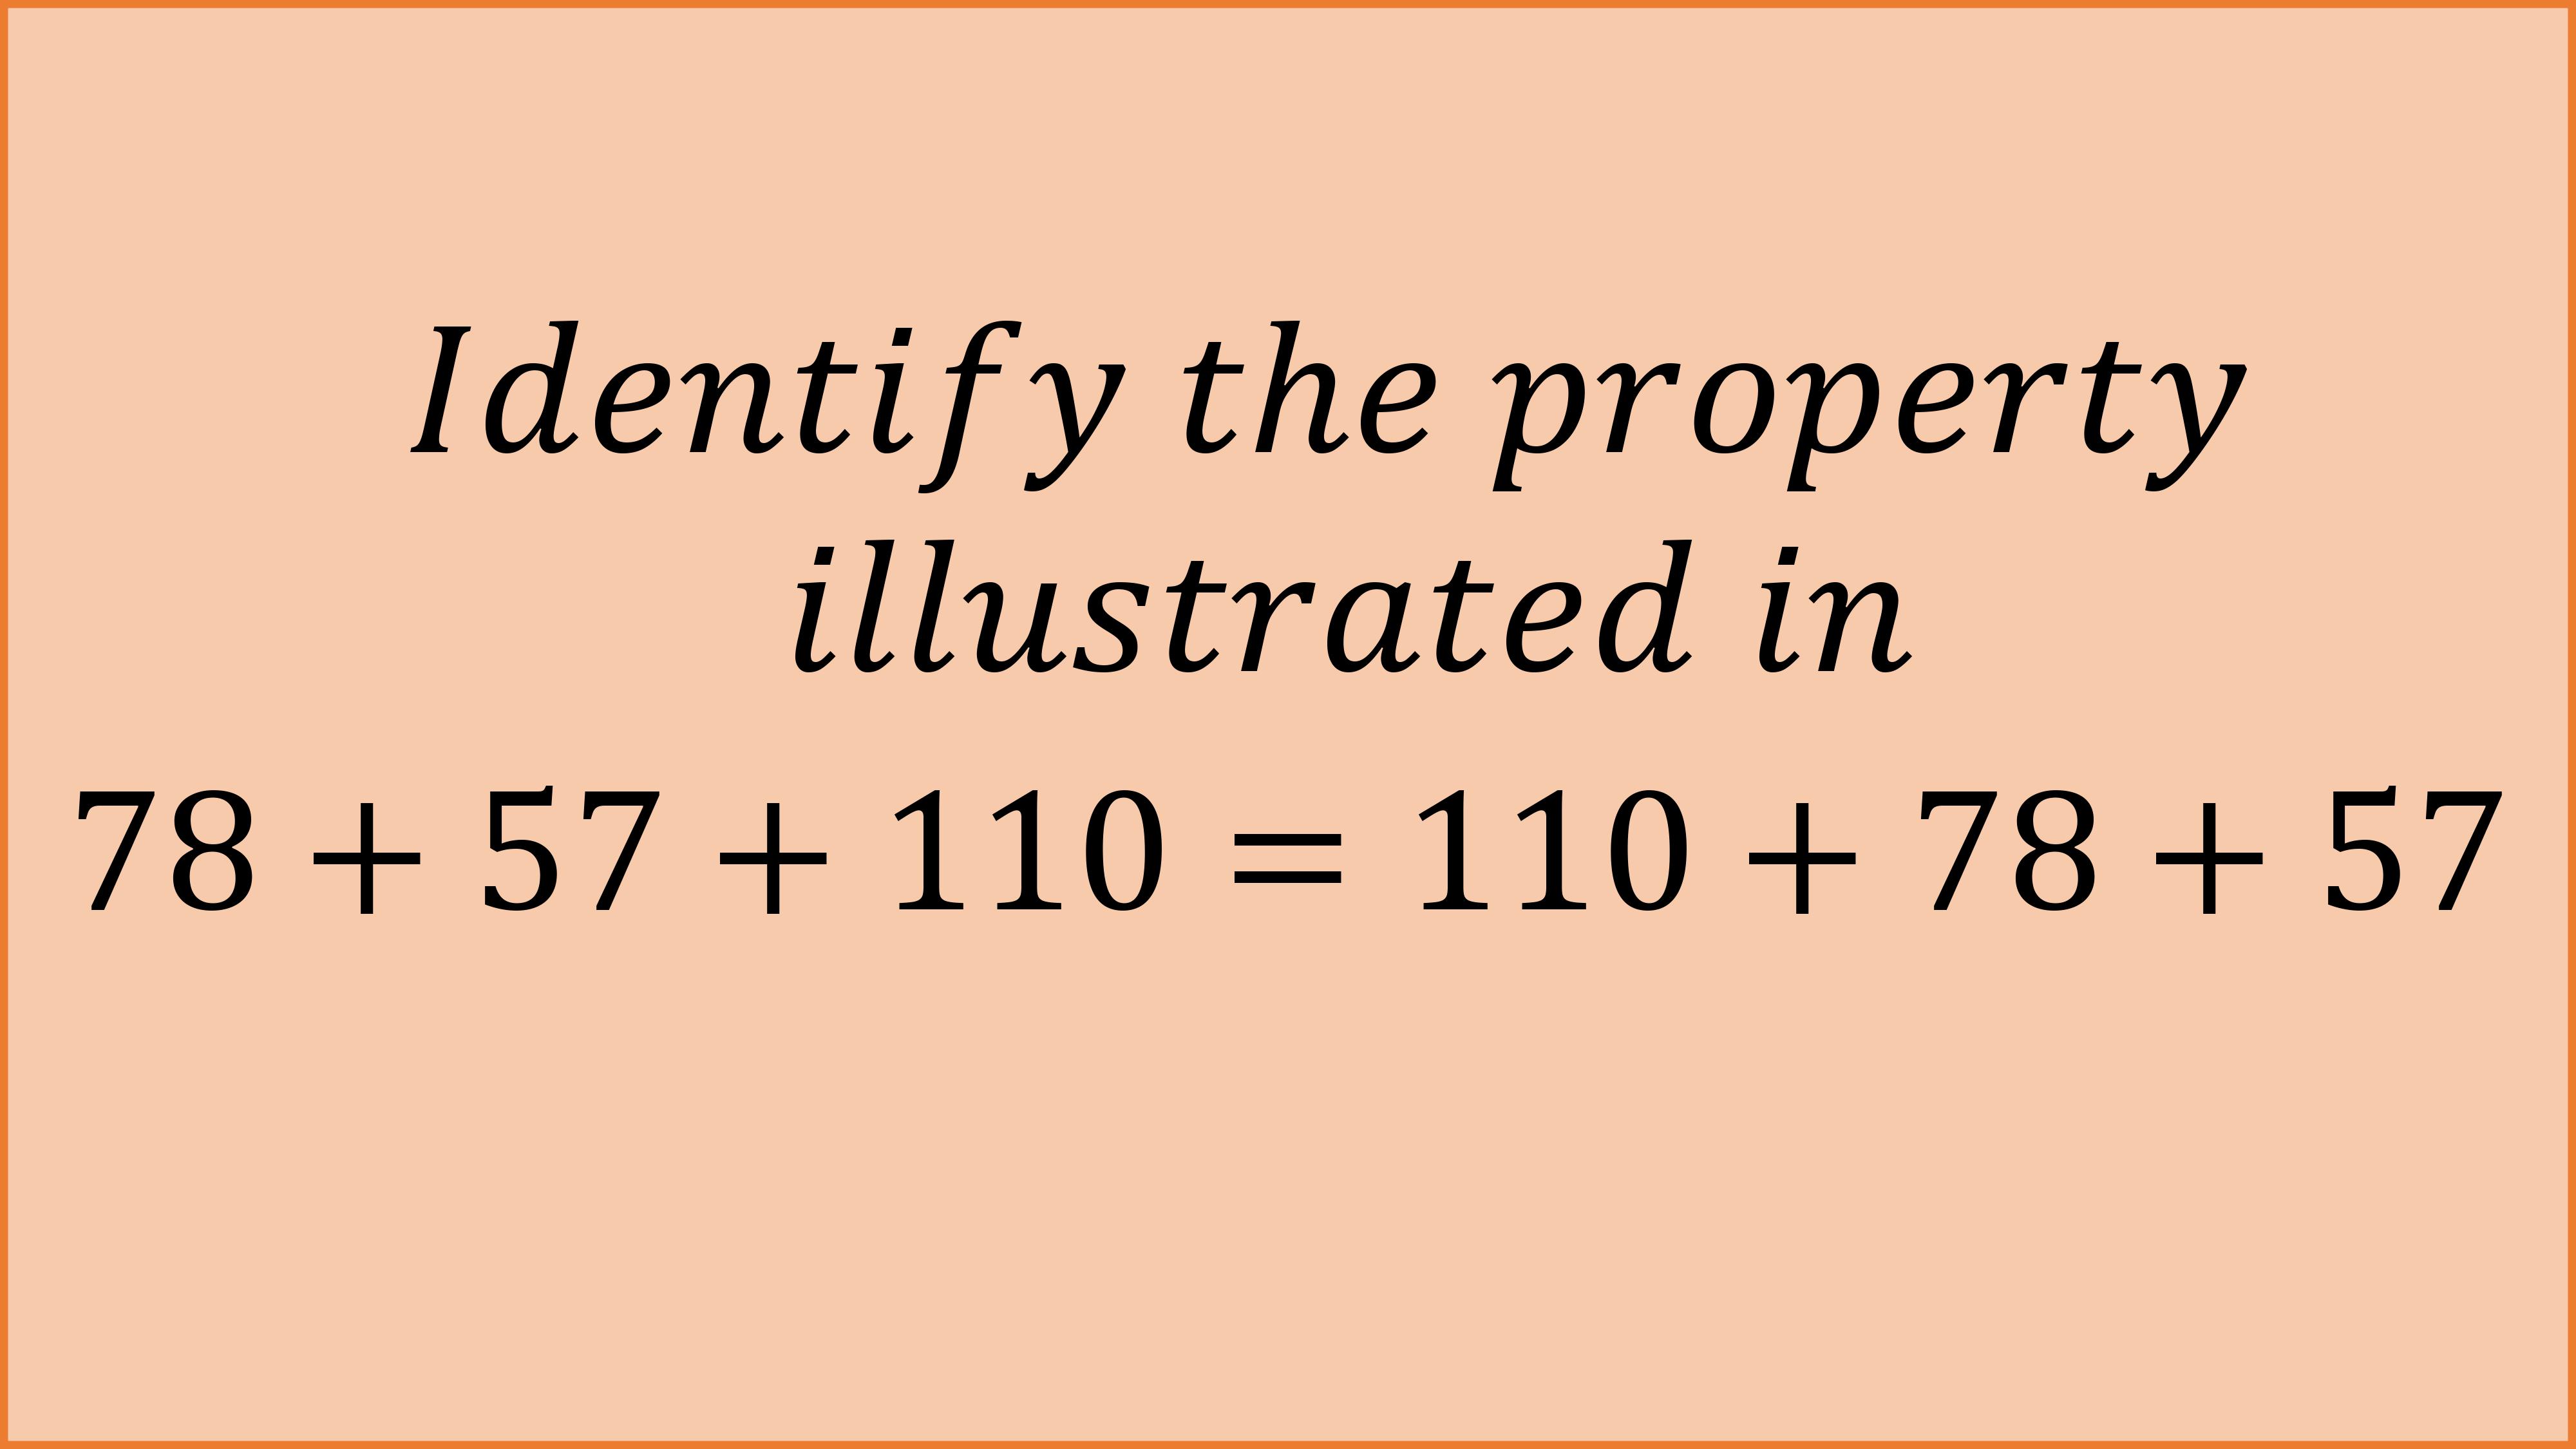 Identify the property
illustrated in
78 + 57 + 110 = 110 + 78 + 57